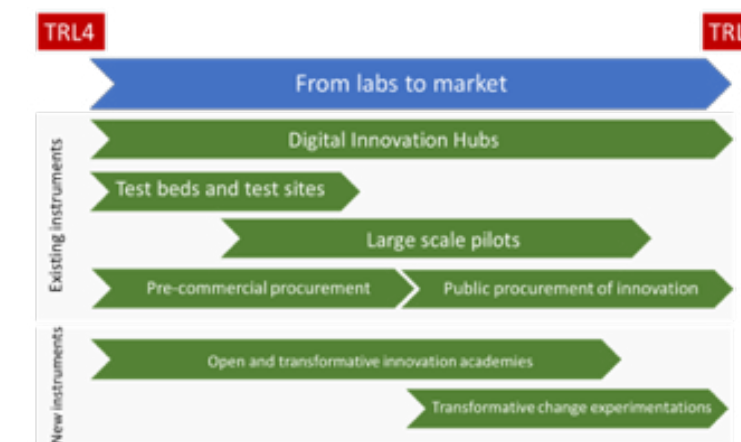 TRL4
TRL
From labs to market
Existing instruments
Digital Innovation Hubs
Test beds and test sites
Large scale pilots
Pre-commercial procurement
Public procurement of innovation
New instruments
Open and transformative innovation academies
Transformative change experimentations